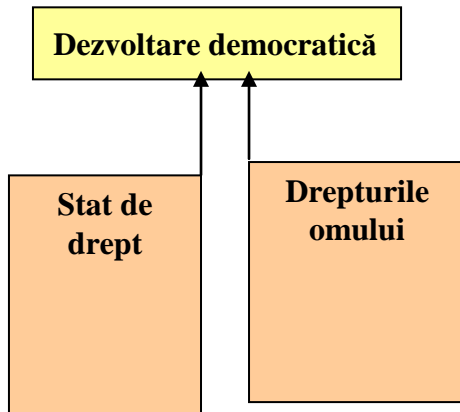 Dezvoltare democratică
Stat de
drept
Drepturile
omului